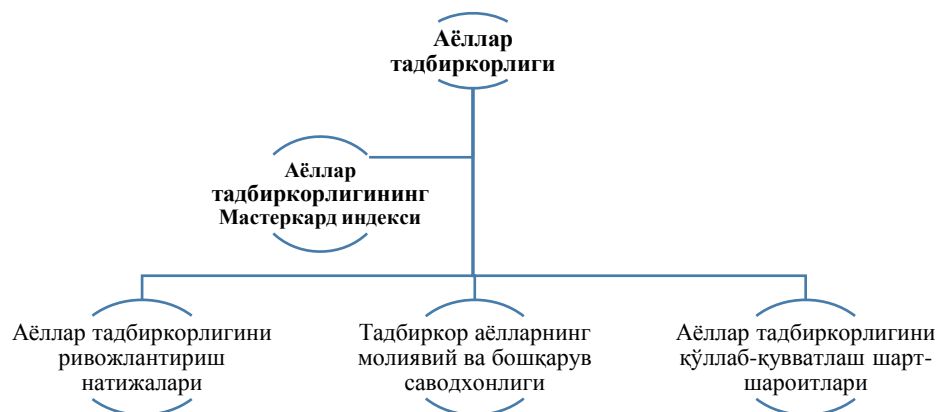 Аёллар
тадбиркорлиги
Аёллар
тадбиркорлигининг
Мастеркард индекси
Аёллар тадбиркорлигини
ривожлантириш
натижалари
Тадбиркор аёлларнинг
молиявий ва бошқарув
саводхонлиги
Аёллар тадбиркорлигини
қўллаб-қувватлаш шарт-
шароитлари